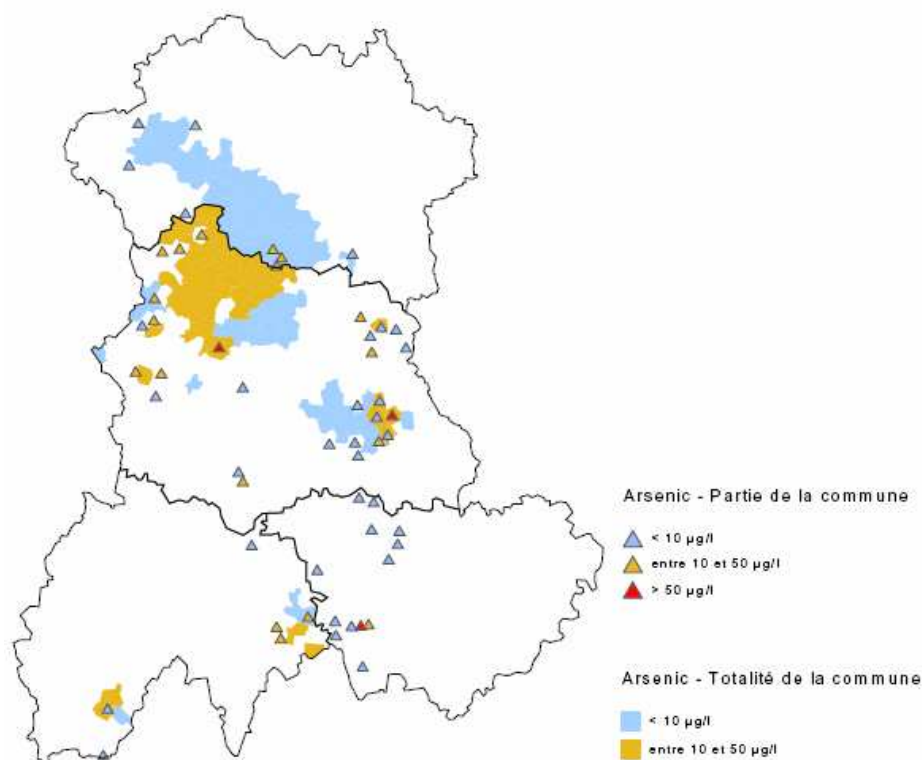 Arsenic - Partie de la commune
< 10 µg/l
entre 10 et 50 µg/l
> 50 µg/l
Arsenic - Totalité de la commune
< 10 µg/l
entre 10 et 50 µg/l